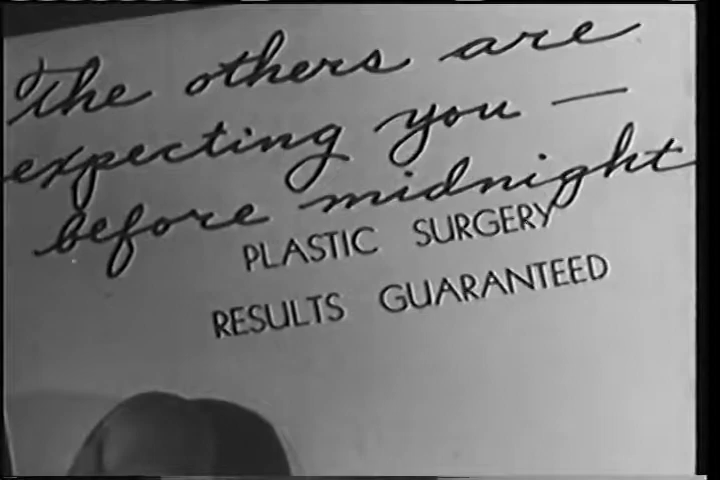 The others are
expecting you —
before midnight
PLASTIC SURGERY
RESULTS GUARANTEED